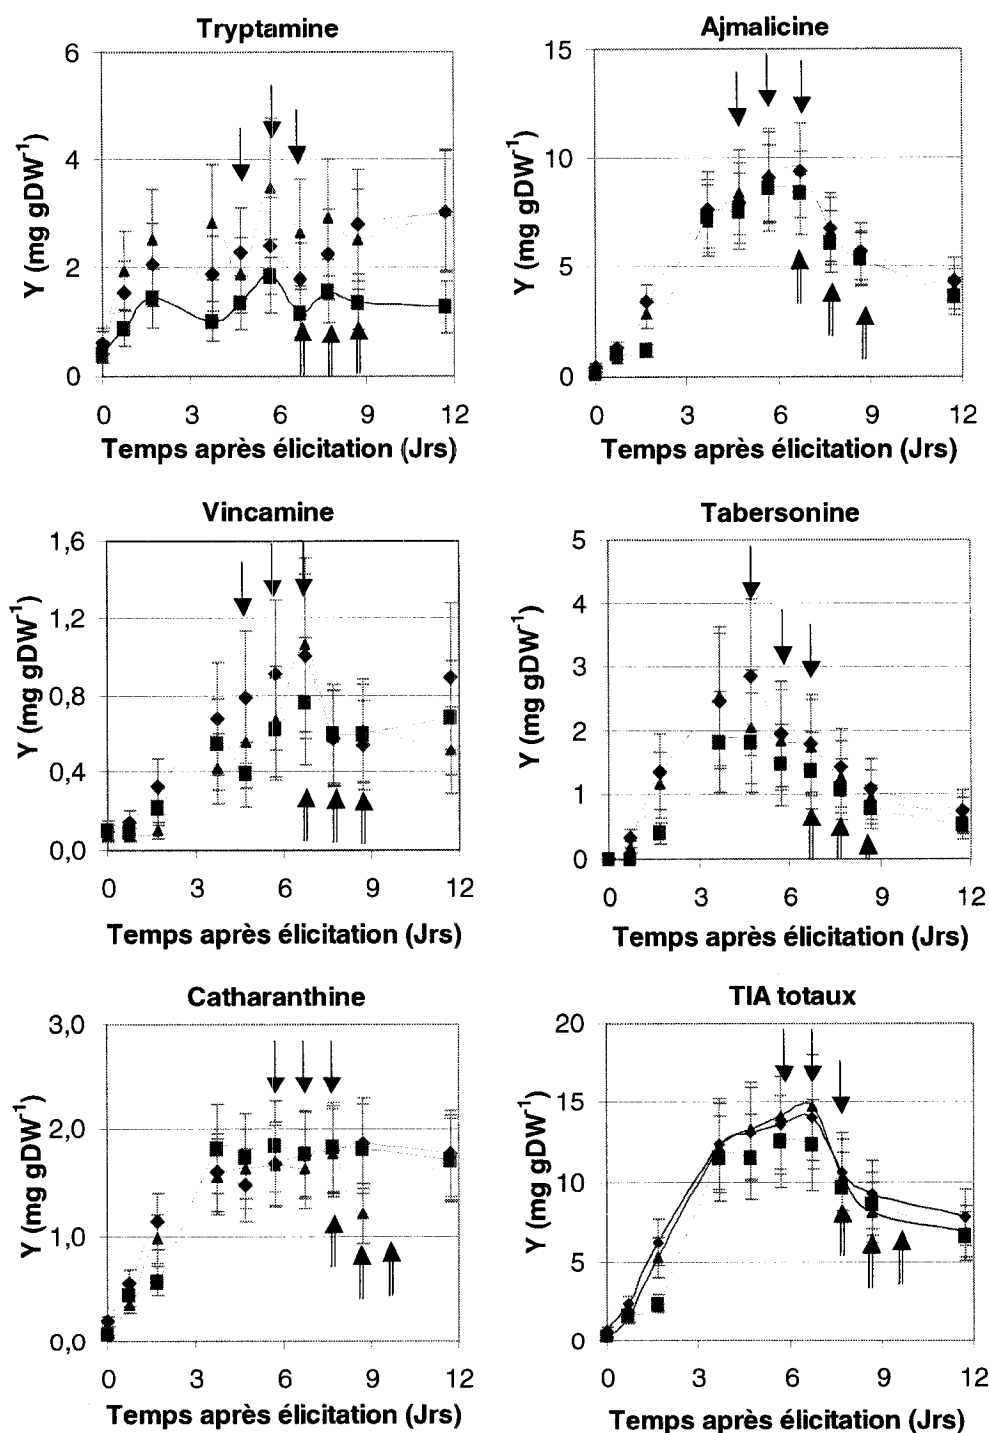 Tryptamine
Y (mg gDW-1)
6
4
2
0
0 3 6 9 12
Temps après élicitation (Jrs)
Ajmalicine
Y (mg gDW-1)
15
10
5
0
0 3 6 9 12
Temps après élicitation (Jrs)
Vincamine
Y (mg gDW-1)
1,6
1,2
0,8
0,4
0,0
0 3 6 9 12
Temps après élicitation (Jrs)
Tabersonine
Y (mg gDW-1)
5
4
3
2
1
0
0 3 6 9 12
Temps après élicitation (Jrs)
Catharanthine
Y (mg gDW-1)
3,0
2,0
1,0
0,0
0 3 6 9 12
Temps après élicitation (Jrs)
TIA totaux
Y (mg gDW-1)
20
15
10
5
0
0 3 6 9 12
Temps après élicitation (Jrs)